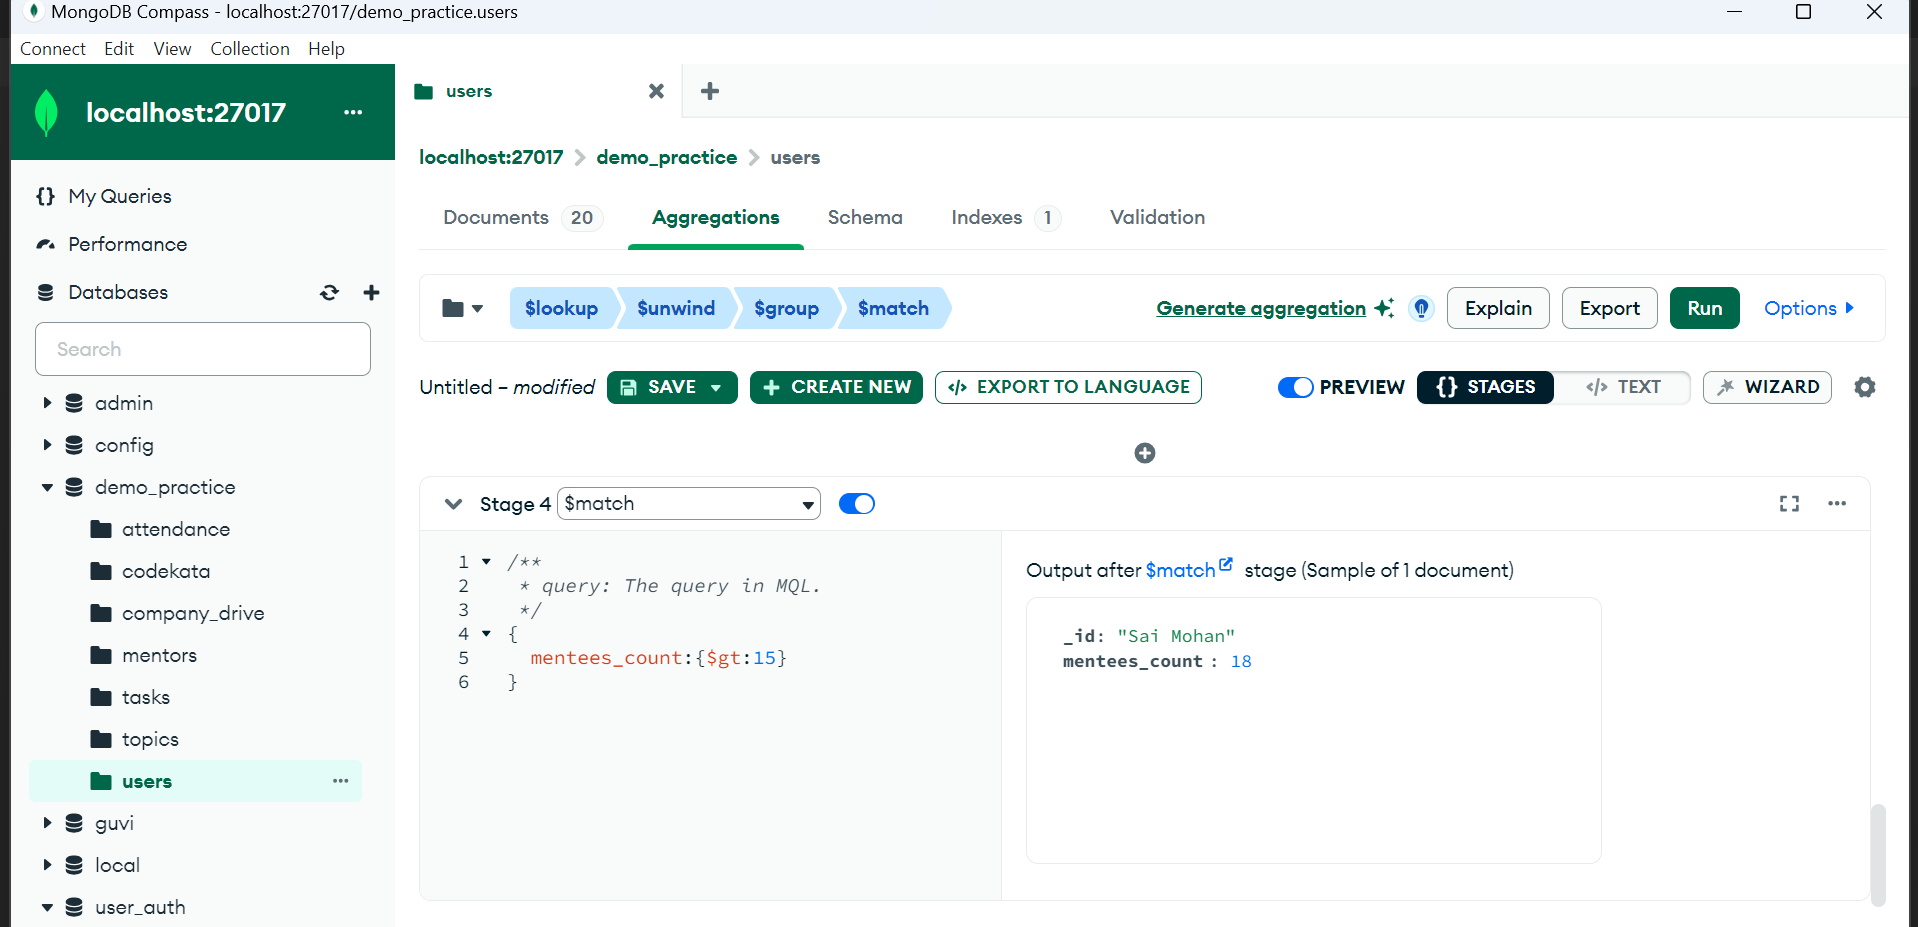 MongoDB Compass - localhost:27017/demo_practice.users
Connect Edit View Collection Help
localhost:27017 ...
My Queries
Performance
Databases
Search
admin
config
demo_practice
attendance
codekata
company_drive
mentors
tasks
topics
users ...
guvi
local
user_auth
users
localhost:27017 > demo_practice > users
Documents 20 Aggregations Schema Indexes 1 Validation
$lookup $unwind $group $match Generate aggregation Explain Export Run Options
Untitled – modified SAVE CREATE NEW </> EXPORT TO LANGUAGE PREVIEW {} STAGES </> TEXT WIZARD
Stage 4 $match ...
1 /**
2 * query: The query in MQL.
3 */
4 {
5 mentees_count:{$gt:15}
6 }
Output after $match stage (Sample of 1 document)
_id: "Sai Mohan"
mentees_count : 18